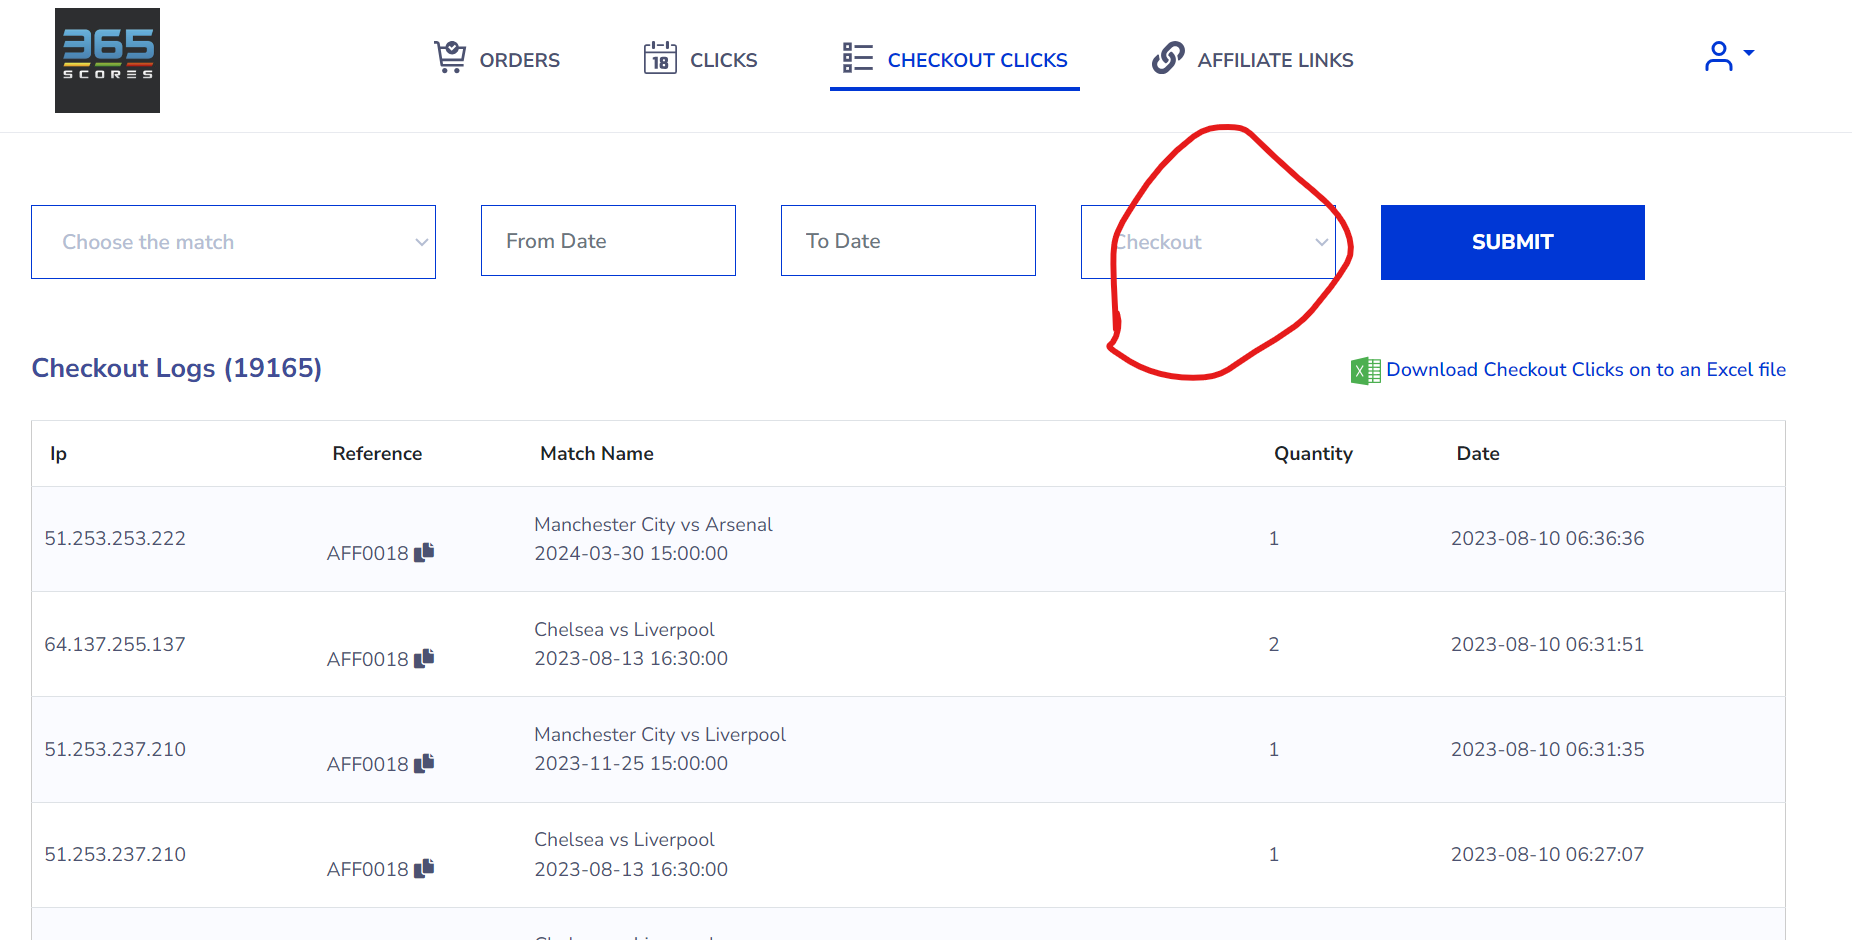 365
SCORES
18
ORDERS
CLICKS
CHECKOUT CLICKS
AFFILIATE LINKS
Choose the match
From Date
To Date
Checkout
SUBMIT
Checkout Logs (19165)
X
Download Checkout Clicks on to an Excel file
Ip Reference Match Name Quantity Date
51.253.253.222 AFF0018 Manchester City vs Arsenal
2024-03-30 15:00:00 1 2023-08-10 06:36:36
64.137.255.137 AFF0018 Chelsea vs Liverpool
2023-08-13 16:30:00 2 2023-08-10 06:31:51
51.253.237.210 AFF0018 Manchester City vs Liverpool
2023-11-25 15:00:00 1 2023-08-10 06:31:35
51.253.237.210 AFF0018 Chelsea vs Liverpool
2023-08-13 16:30:00 1 2023-08-10 06:27:07